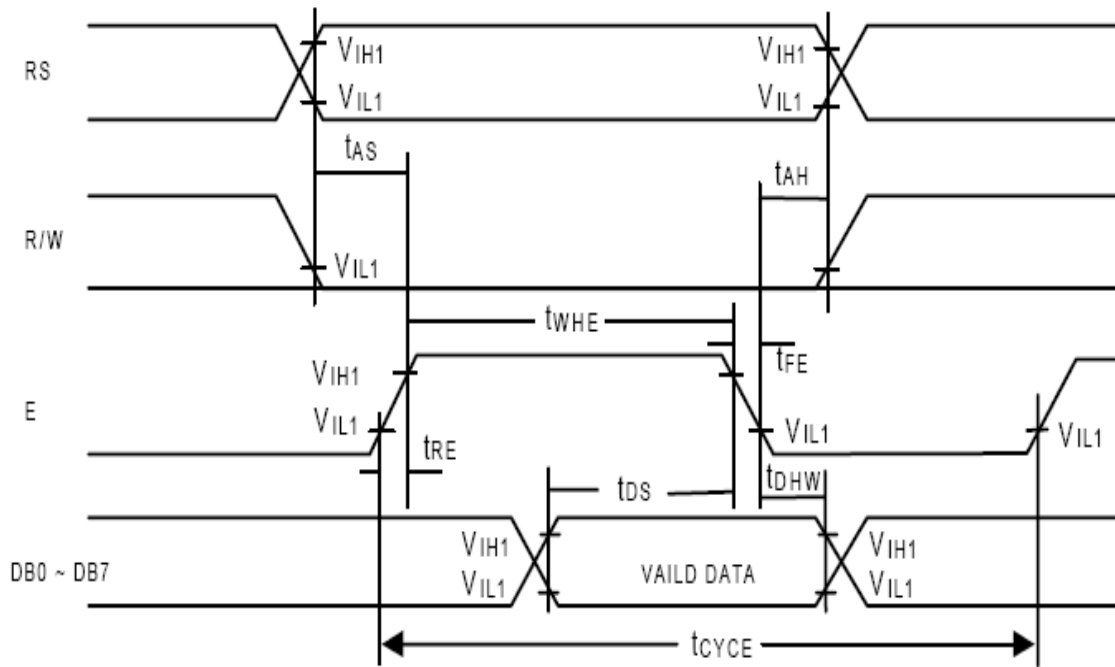 RS
VIH1
VIL1
VIH1
VIL1
tAS
tAH
R/W
VIL1
tWHE
tFE
E
VIH1
VIL1
VIL1
VIL1
tRE
tDHW
tDS
DB0 ~ DB7
VIH1
VIL1
VAILD DATA
VIH1
VIL1
tCYCE